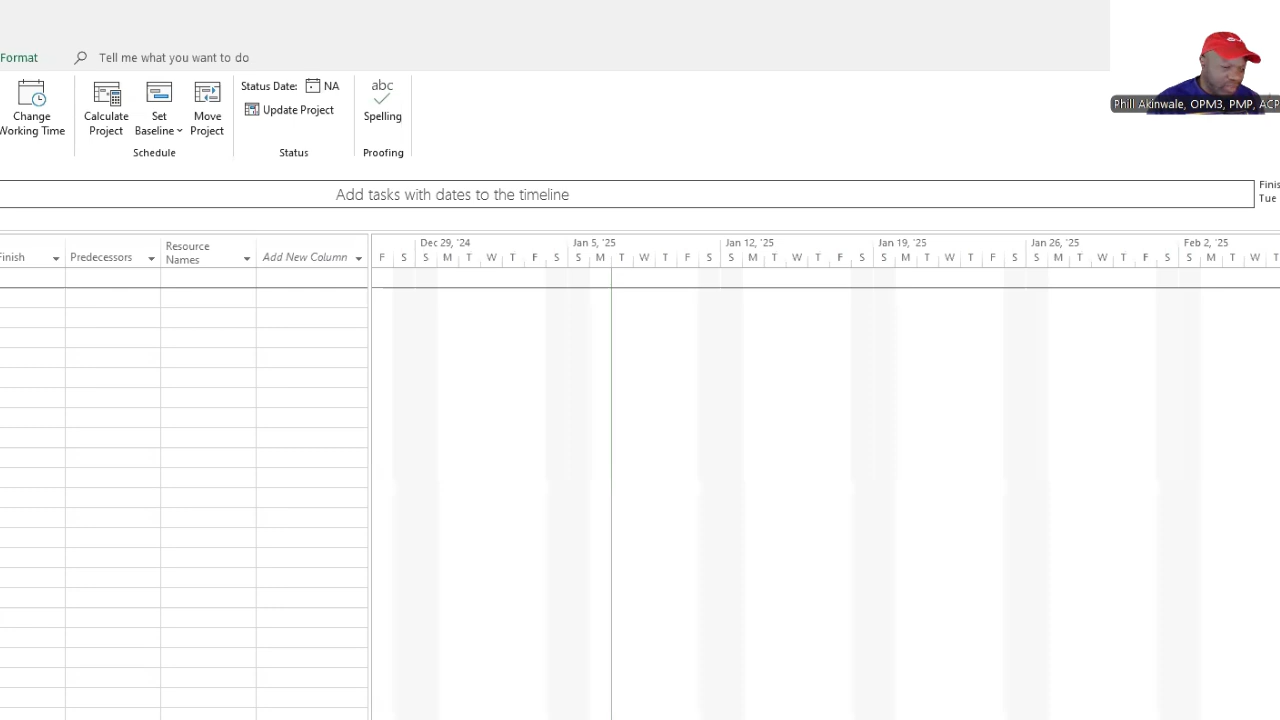 Format
Tell me what you want to do
Change
Working Time
Calculate
Project
Set
Baseline
Move
Project
Schedule
Status Date: NA
Update Project
Status
abc
Spelling
Proofing
Phill Akinwale, OPM3, PMP, ACP
Add tasks with dates to the timeline
Finis
Tue
Finish
Predecessors
Resource
Names
Add New Column
Dec 29, '24 Jan 5, '25 Jan 12, '25 Jan 19, '25 Jan 26, '25 Feb 2, '25
F S S M T W T F S S M T W T F S S M T W T F S S M T W T F S S M T W T F S S M T W T